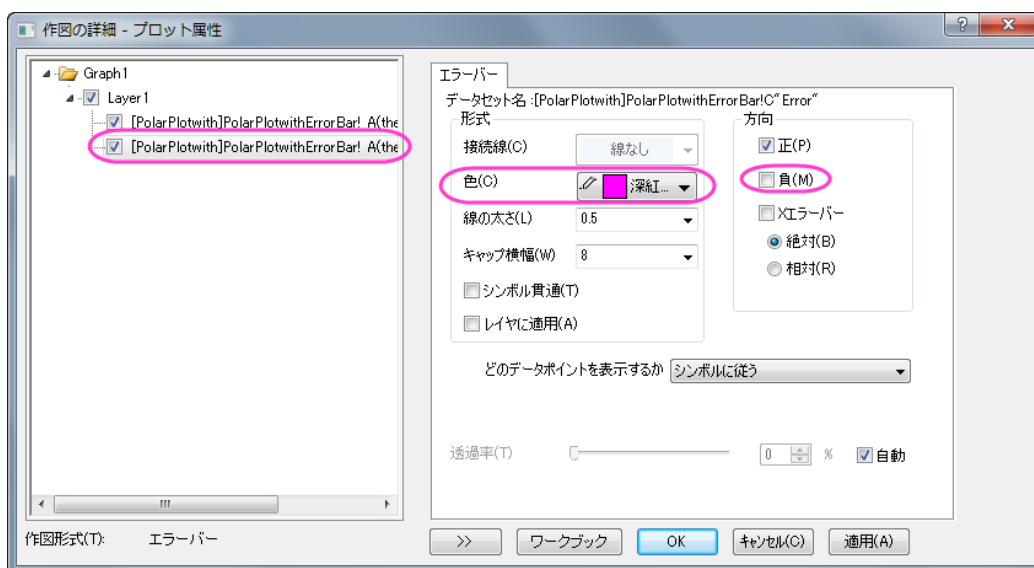 作図の詳細 - プロット属性
Graph1
Layer1
[PolarPlotwith]PolarPlotwithErrorBar! A(the
[PolarPlotwith]PolarPlotwithErrorBar! A(the
作図形式(T): エラーバー
エラーバー
データセット名 :[PolarPlotwith]PolarPlotwithErrorBar!C"Error"
形式
接続線(C) 線なし
色(C) 深紅...
線の太さ(L) 0.5
キャップ横幅(W) 8
シンボル貫通(T)
レイヤに適用(A)
方向
正(P)
負(M)
Xエラーバー
絶対(B)
相対(R)
どのデータポイントを表示するか シンボルに従う
透過率(T) 0 % 自動
>> ワークブック OK キャンセル(C) 適用(A)